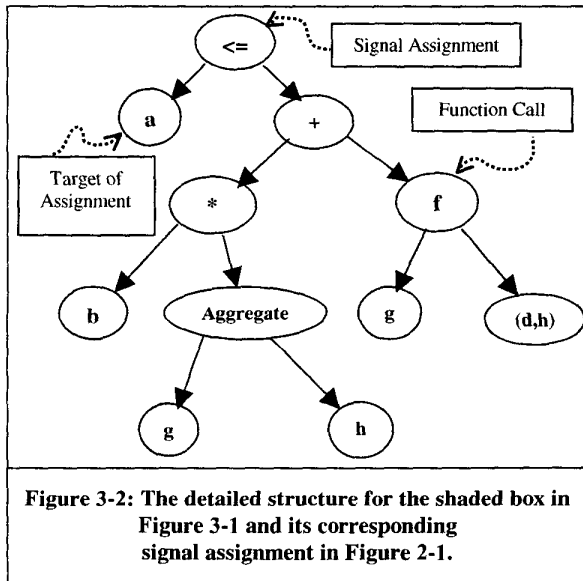 <=
Signal Assignment
a
+
Function Call
Target of
Assignment
*
f
b
Aggregate
g
(d,h)
g
h
Figure 3-2: The detailed structure for the shaded box in
Figure 3-1 and its corresponding
signal assignment in Figure 2-1.